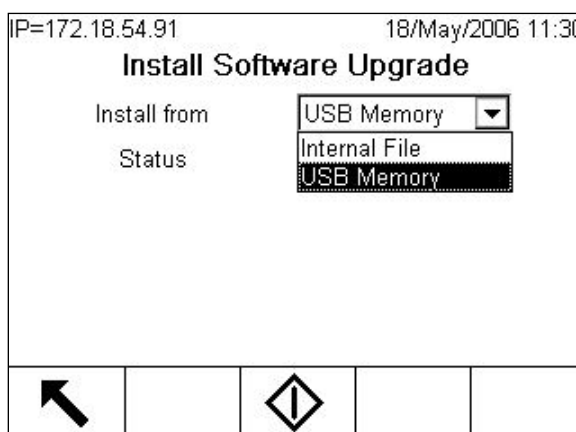 IP=172.18.54.91 18/May/2006 11:30
Install Software Upgrade
Install from USB Memory
Status Internal File
USB Memory